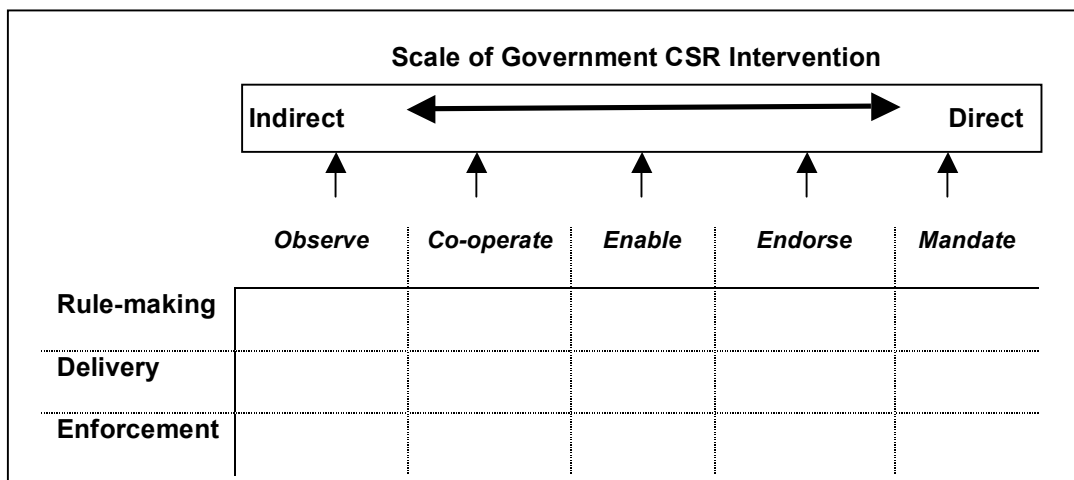 Scale of Government CSR Intervention
Indirect Direct
Observe Co-operate Enable Endorse Mandate
Rule-making
Delivery
Enforcement